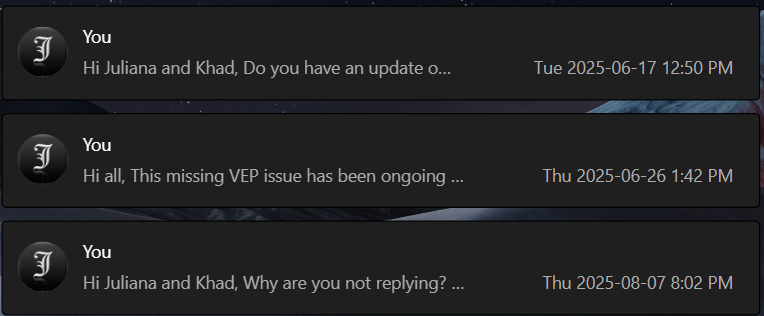 You
Hi Juliana and Khad, Do you have an update o... Tue 2025-06-17 12:50 PM
You
Hi all, This missing VEP issue has been ongoing ... Thu 2025-06-26 1:42 PM
You
Hi Juliana and Khad, Why are you not replying? ... Thu 2025-08-07 8:02 PM